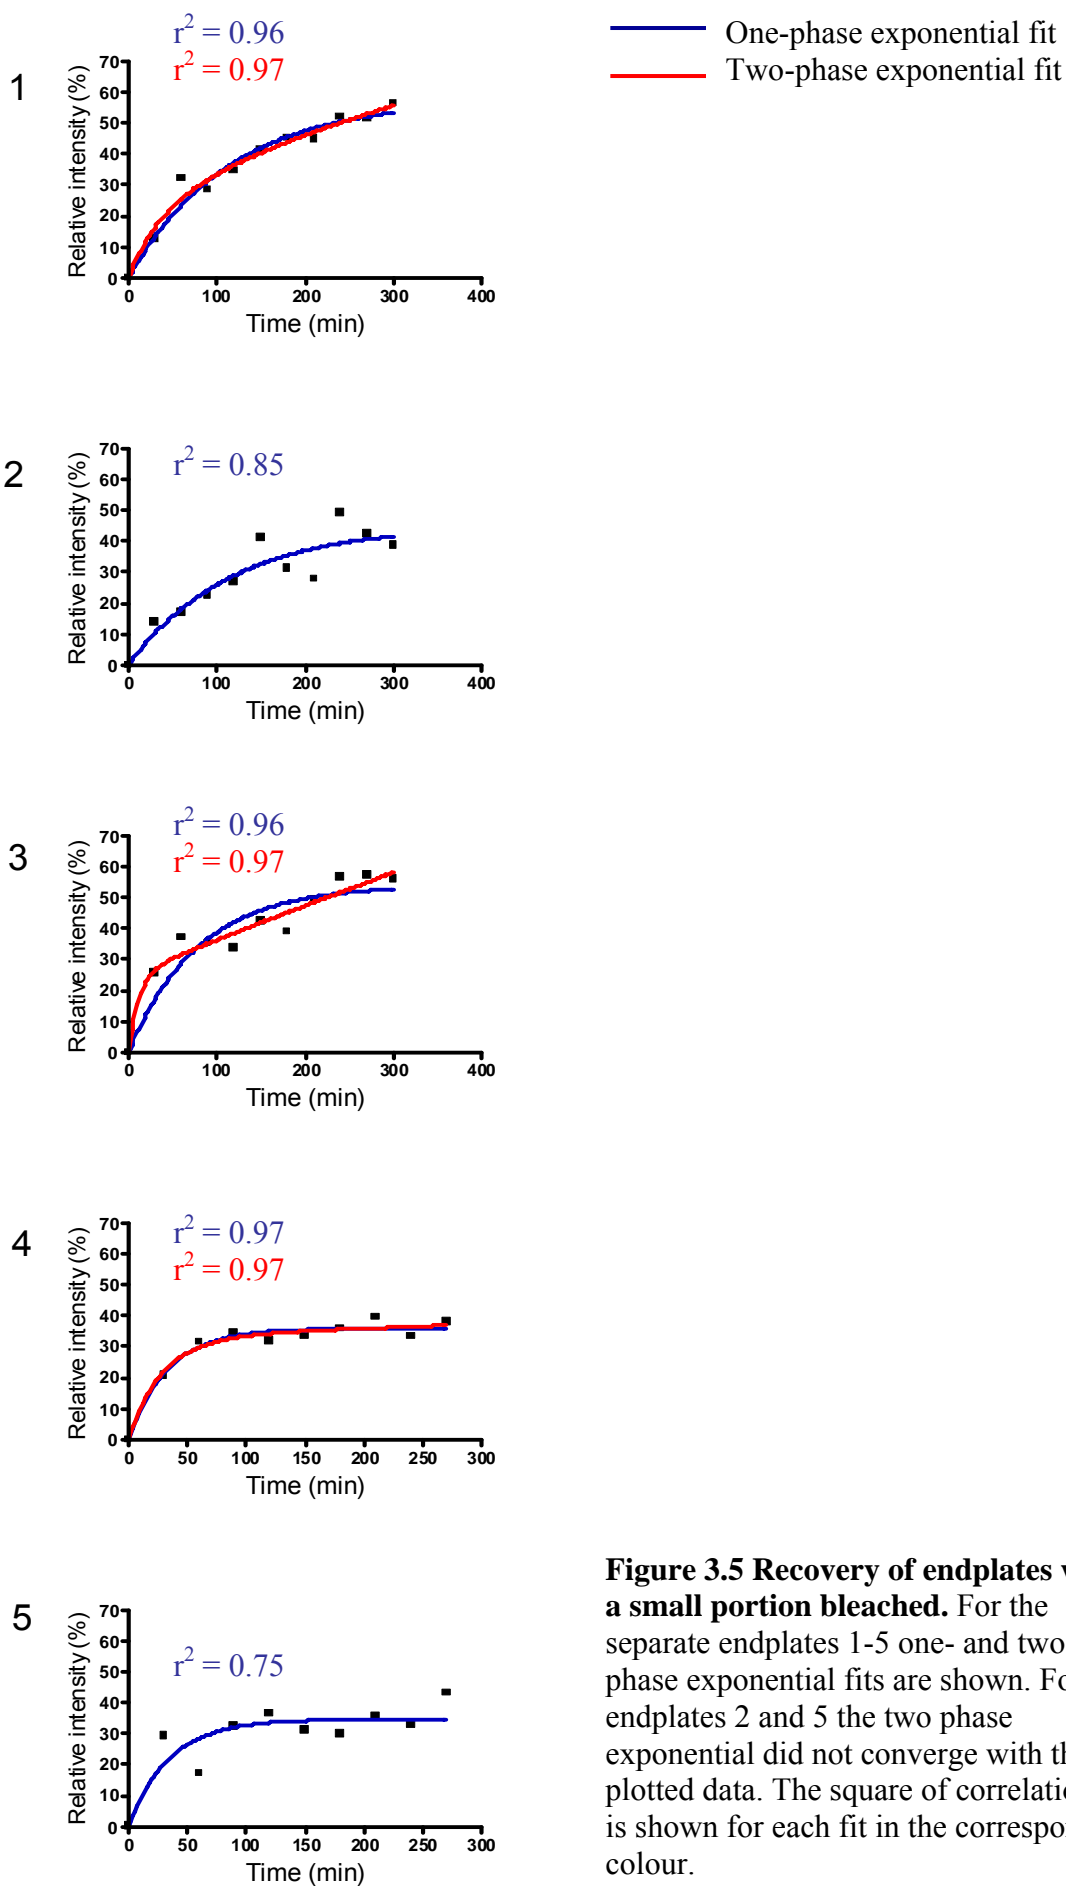 One-phase exponential fit
Two-phase exponential fit
1
r² = 0.96
r² = 0.97
Relative intensity (%)
70
60
50
40
30
20
10
0
0 100 200 300 400
Time (min)
2
r² = 0.85
Relative intensity (%)
70
60
50
40
30
20
10
0
0 100 200 300 400
Time (min)
3
r² = 0.96
r² = 0.97
Relative intensity (%)
70
60
50
40
30
20
10
0
0 100 200 300 400
Time (min)
4
r² = 0.97
r² = 0.97
Relative intensity (%)
70
60
50
40
30
20
10
0
0 50 100 150 200 250 300
Time (min)
5
r² = 0.75
Relative intensity (%)
70
60
50
40
30
20
10
0
0 50 100 150 200 250 300
Time (min)
Figure 3.5 Recovery of endplates
a small portion bleached. For the
separate endplates 1-5 one- and two
phase exponential fits are shown.
endplates 2 and 5 the two phase
exponential did not converge with
plotted data. The square of
is shown for each fit in the
colour.